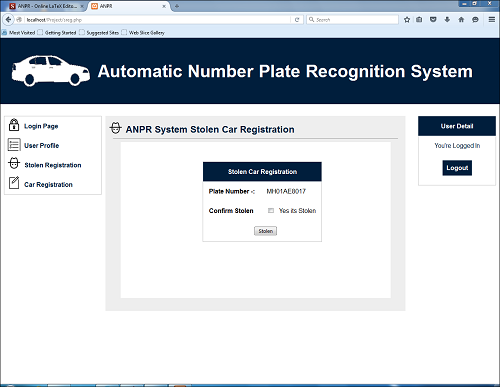 ANPR - Online LaTeX Edito...
ANPR
localhost/Project/sreg.php
Search
Most Visited
Getting Started
Suggested Sites
Web Slice Gallery
Automatic Number Plate Recognition System
Login Page
User Profile
Stolen Registration
Car Registration
ANPR System Stolen Car Registration
Stolen Car Registration
Plate Number -: MH01AE8017
Confirm Stolen Yes its Stolen
Stolen
User Detail
You're Logged In
Logout